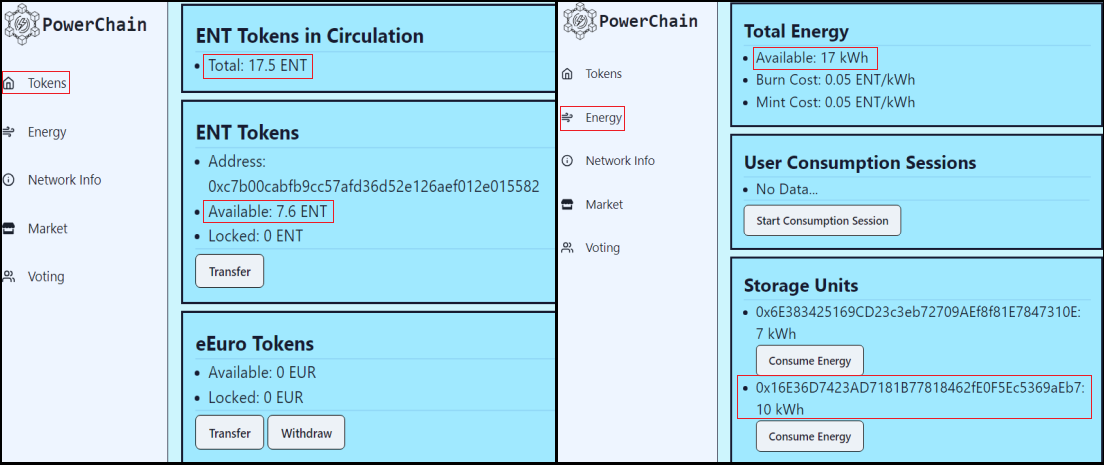 PowerChain
Tokens
Energy
Network Info
Market
Voting
ENT Tokens in Circulation
Total: 17.5 ENT
ENT Tokens
Address:
0xc7b00cabfb9cc57afd36d52e126aef012e015582
Available: 7.6 ENT
Locked: 0 ENT
Transfer
eEuro Tokens
Available: 0 EUR
Locked: 0 EUR
Transfer Withdraw
PowerChain
Tokens
Energy
Network Info
Market
Voting
Total Energy
Available: 17 kWh
Burn Cost: 0.05 ENT/kWh
Mint Cost: 0.05 ENT/kWh
User Consumption Sessions
No Data...
Start Consumption Session
Storage Units
0x6E383425169CD23c3eb72709AEf8f81E7847310E:
7 kWh
Consume Energy
0x16E36D7423AD7181B77818462fE0F5Ec5369aEb7:
10 kWh
Consume Energy